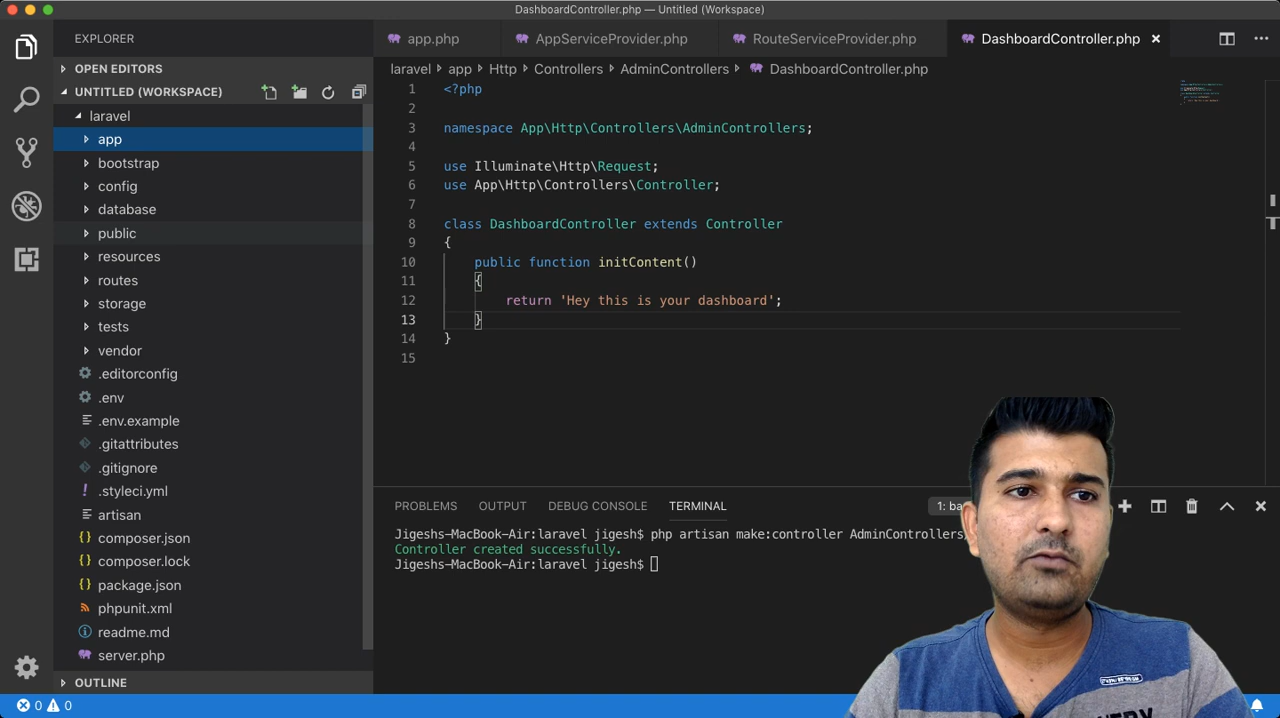 DashboardController.php — Untitled (Workspace)
EXPLORER
OPEN EDITORS
UNTITLED (WORKSPACE)
laravel
app
bootstrap
config
database
public
resources
routes
storage
tests
vendor
.editorconfig
.env
.env.example
.gitattributes
.gitignore
.styleci.yml
artisan
composer.json
composer.lock
package.json
phpunit.xml
readme.md
server.php
OUTLINE
app.php AppServiceProvider.php RouteServiceProvider.php DashboardController.php
laravel app Http Controllers AdminControllers DashboardController.php
1 <?php
2
3 namespace App\Http\Controllers\AdminControllers;
4
5 use Illuminate\Http\Request;
6 use App\Http\Controllers\Controller;
7
8 class DashboardController extends Controller
9 {
10 public function initContent()
11 {
12 return 'Hey this is your dashboard';
13 }
14 }
15
PROBLEMS OUTPUT DEBUG CONSOLE TERMINAL 1: ba
Jigeshs-MacBook-Air:laravel jigesh$ php artisan make:controller AdminControllers
Controller created successfully.
Jigeshs-MacBook-Air:laravel jigesh$
0 0